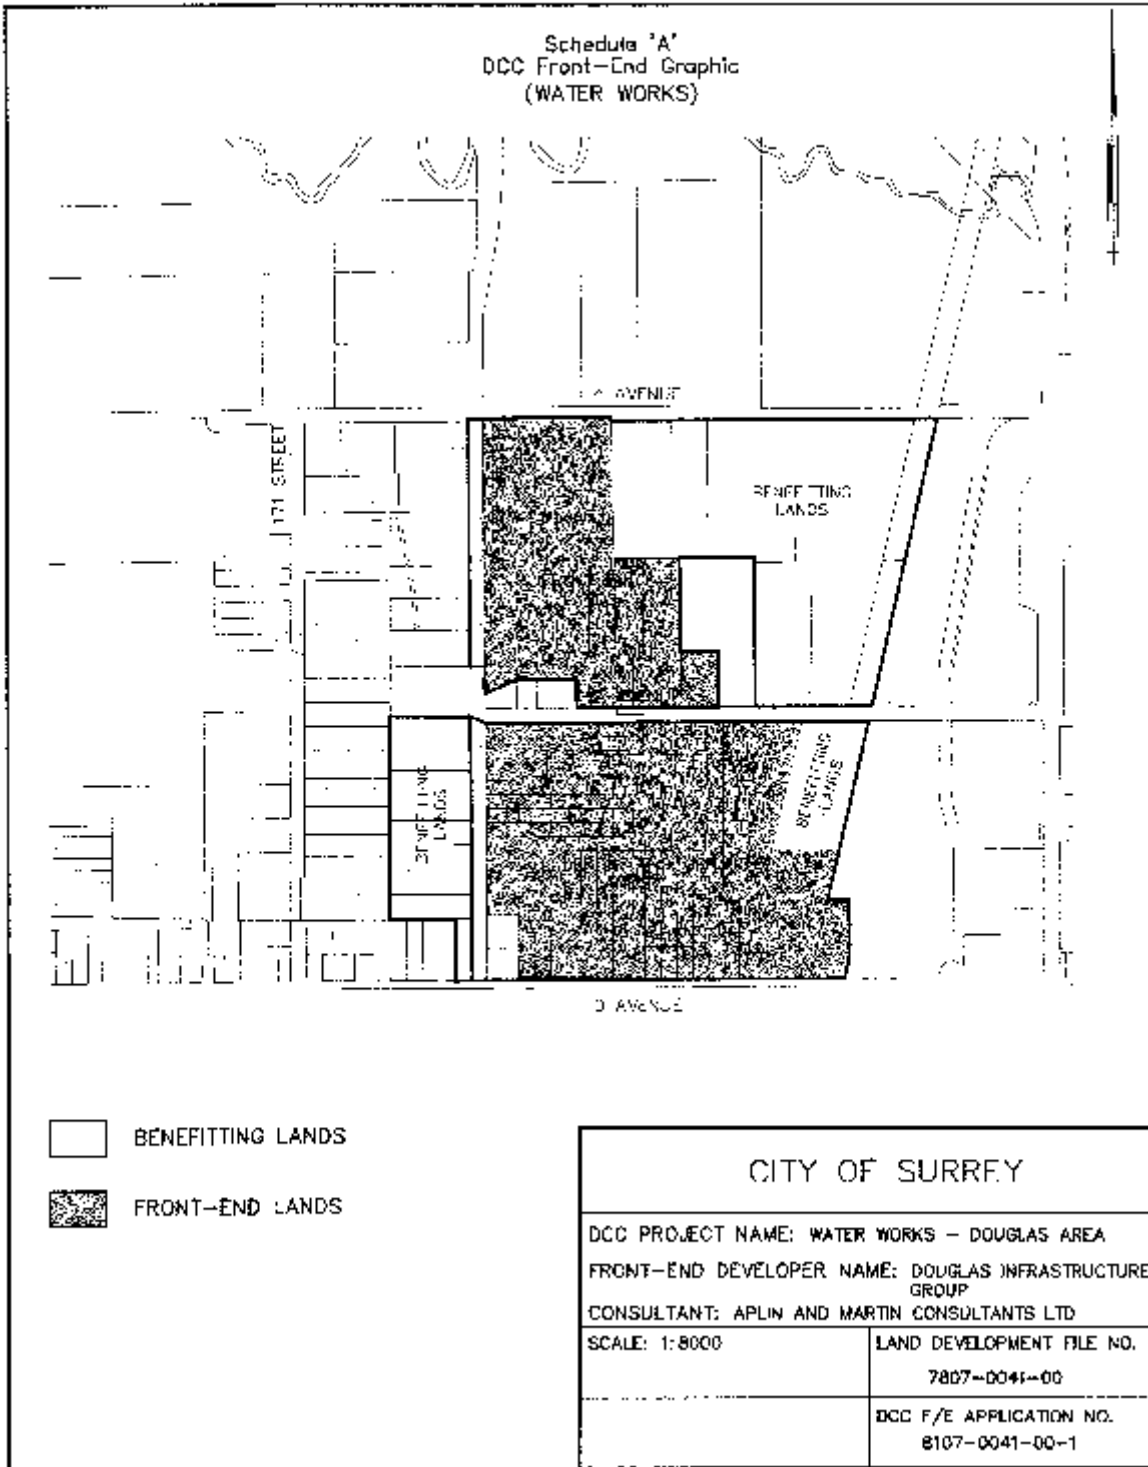 Schedule 'A'
DCC Front-End Graphic
(WATER WORKS)
AVENUE
171 STREET
BENEFITTING
LANDS
BENEFITTING
LANDS
BENEFITTING
LANDS
AVENUE
BENEFITTING LANDS
FRONT-END LANDS
CITY OF SURREY
DCC PROJECT NAME: WATER WORKS - DOUGLAS AREA
FRONT-END DEVELOPER NAME: DOUGLAS INFRASTRUCTURE
GROUP
CONSULTANT: APLIN AND MARTIN CONSULTANTS LTD
SCALE: 1:8000
LAND DEVELOPMENT FILE NO.
7807-0041-00
DCC F/E APPLICATION NO.
8107-0041-00-1